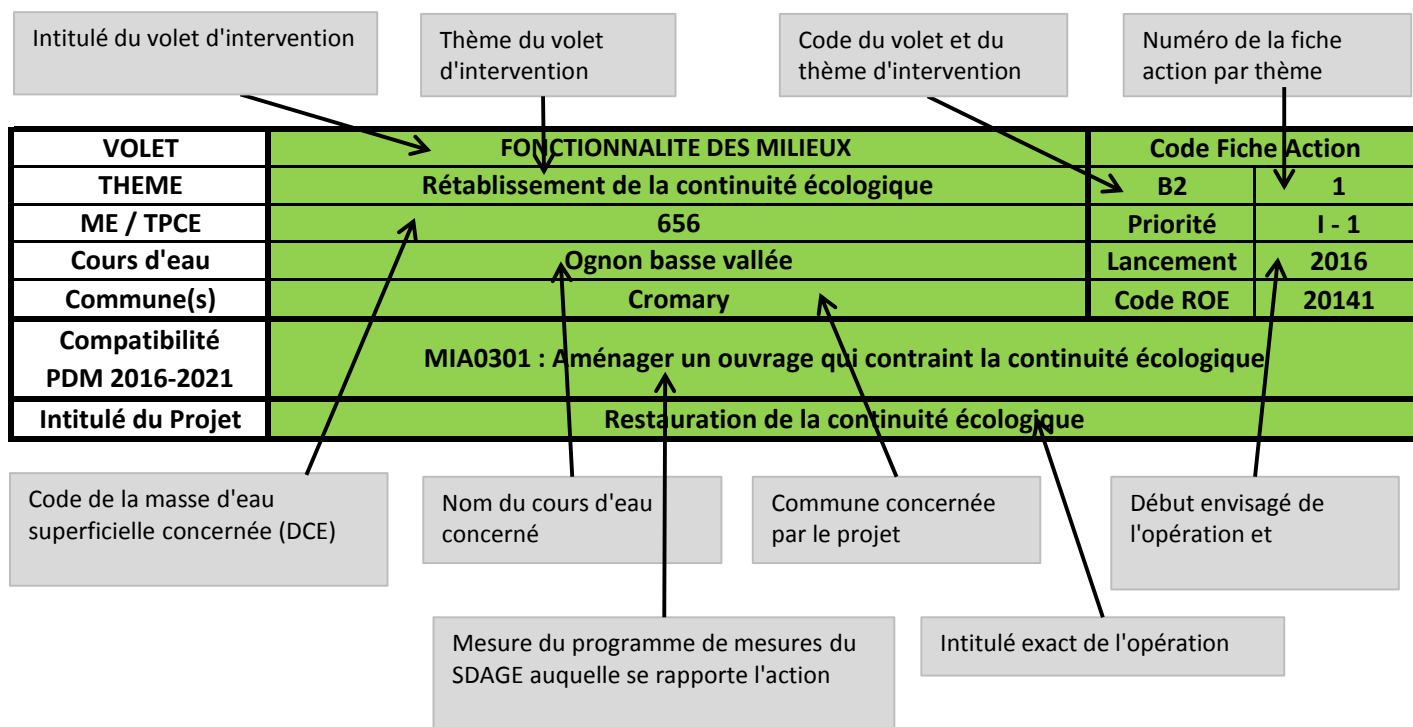 Intitulé du volet d'intervention
Thème du volet
d'intervention
Code du volet et du
thème d'intervention
Numéro de la fiche
action par thème
VOLET FONCTIONNALITE DES MILIEUX Code Fiche Action
THEME Rétablissement de la continuité écologique B2 1
ME / TPCE 656 Priorité I - 1
Cours d'eau Ognon basse vallée Lancement 2016
Commune(s) Cromary Code ROE 20141
Compatibilité
PDM 2016-2021
MIA0301 : Aménager un ouvrage qui contraint la continuité écologique
Intitulé du Projet Restauration de la continuité écologique
Code de la masse d'eau
superficielle concernée (DCE)
Nom du cours d'eau
concerné
Commune concernée
par le projet
Début envisagé de
l'opération et
Mesure du programme de mesures du
SDAGE auquelle se rapporte l'action
Intitulé exact de l'opération